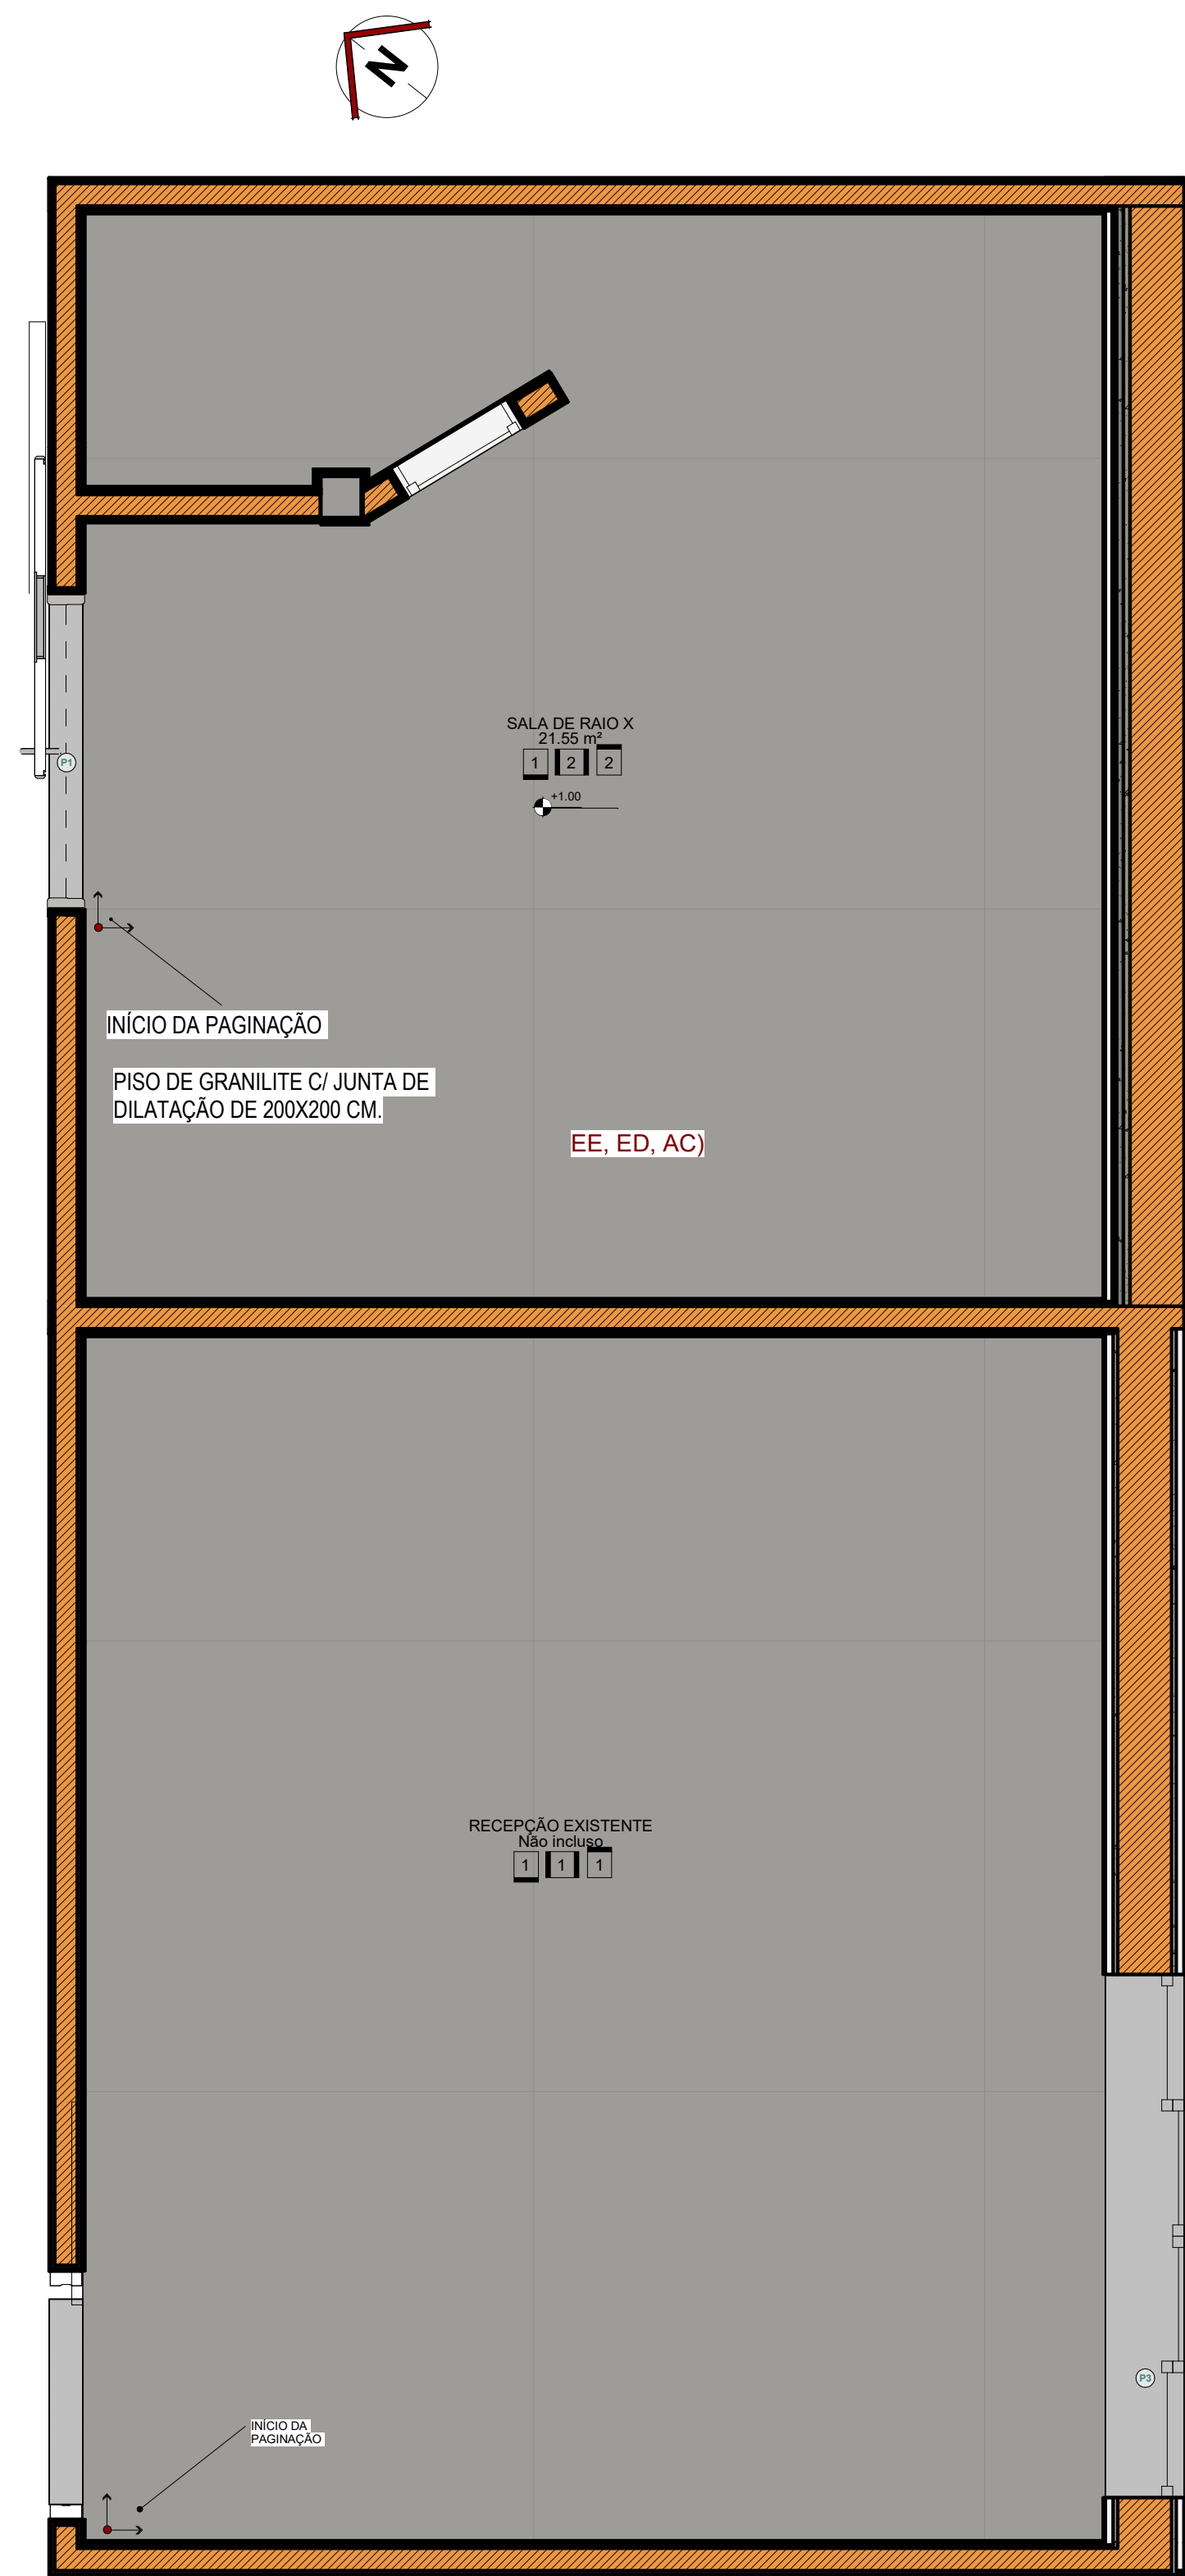 N
SALA DE RAIO X
21.55 m²
1 2 2
+1.00
P1
INÍCIO DA PAGINAÇÃO
PISO DE GRANILITE C/ JUNTA DE
DILATAÇÃO DE 200X200 CM.
EE, ED, AC)
RECEPÇÃO EXISTENTE
Não incluso
1 1 1
P3
INÍCIO DA
PAGINAÇÃO